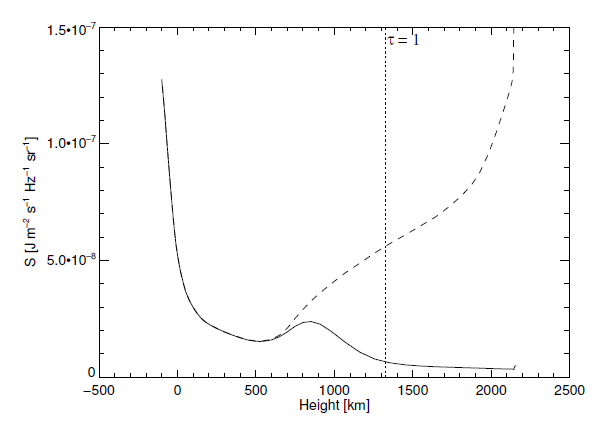 1.5•10⁻⁷
τ = 1
1.0•10⁻⁷
S [J m⁻² s⁻¹ Hz⁻¹ sr⁻¹]
5.0•10⁻⁸
0
−500 0 500 1000 1500 2000 2500
Height [km]